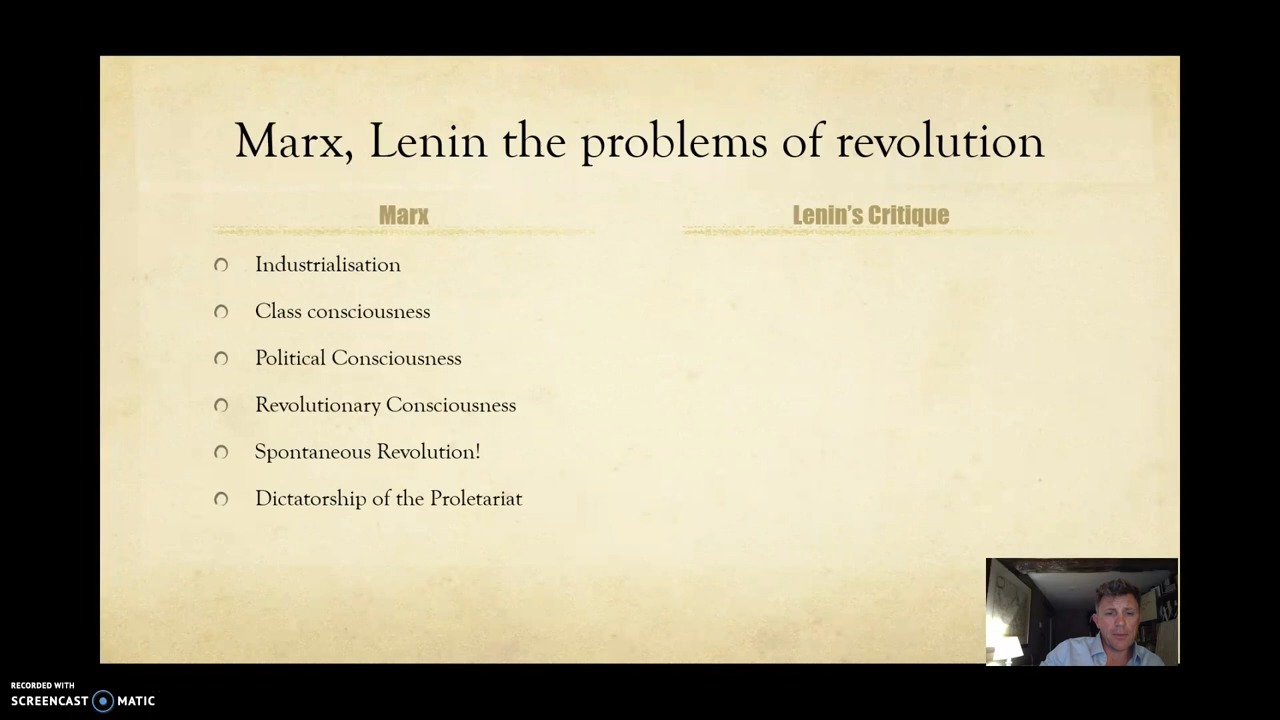 Marx, Lenin the problems of revolution
Marx
Industrialisation
Class consciousness
Political Consciousness
Revolutionary Consciousness
Spontaneous Revolution!
Dictatorship of the Proletariat
Lenin's Critique
RECORDED WITH
SCREENCAST MATIC